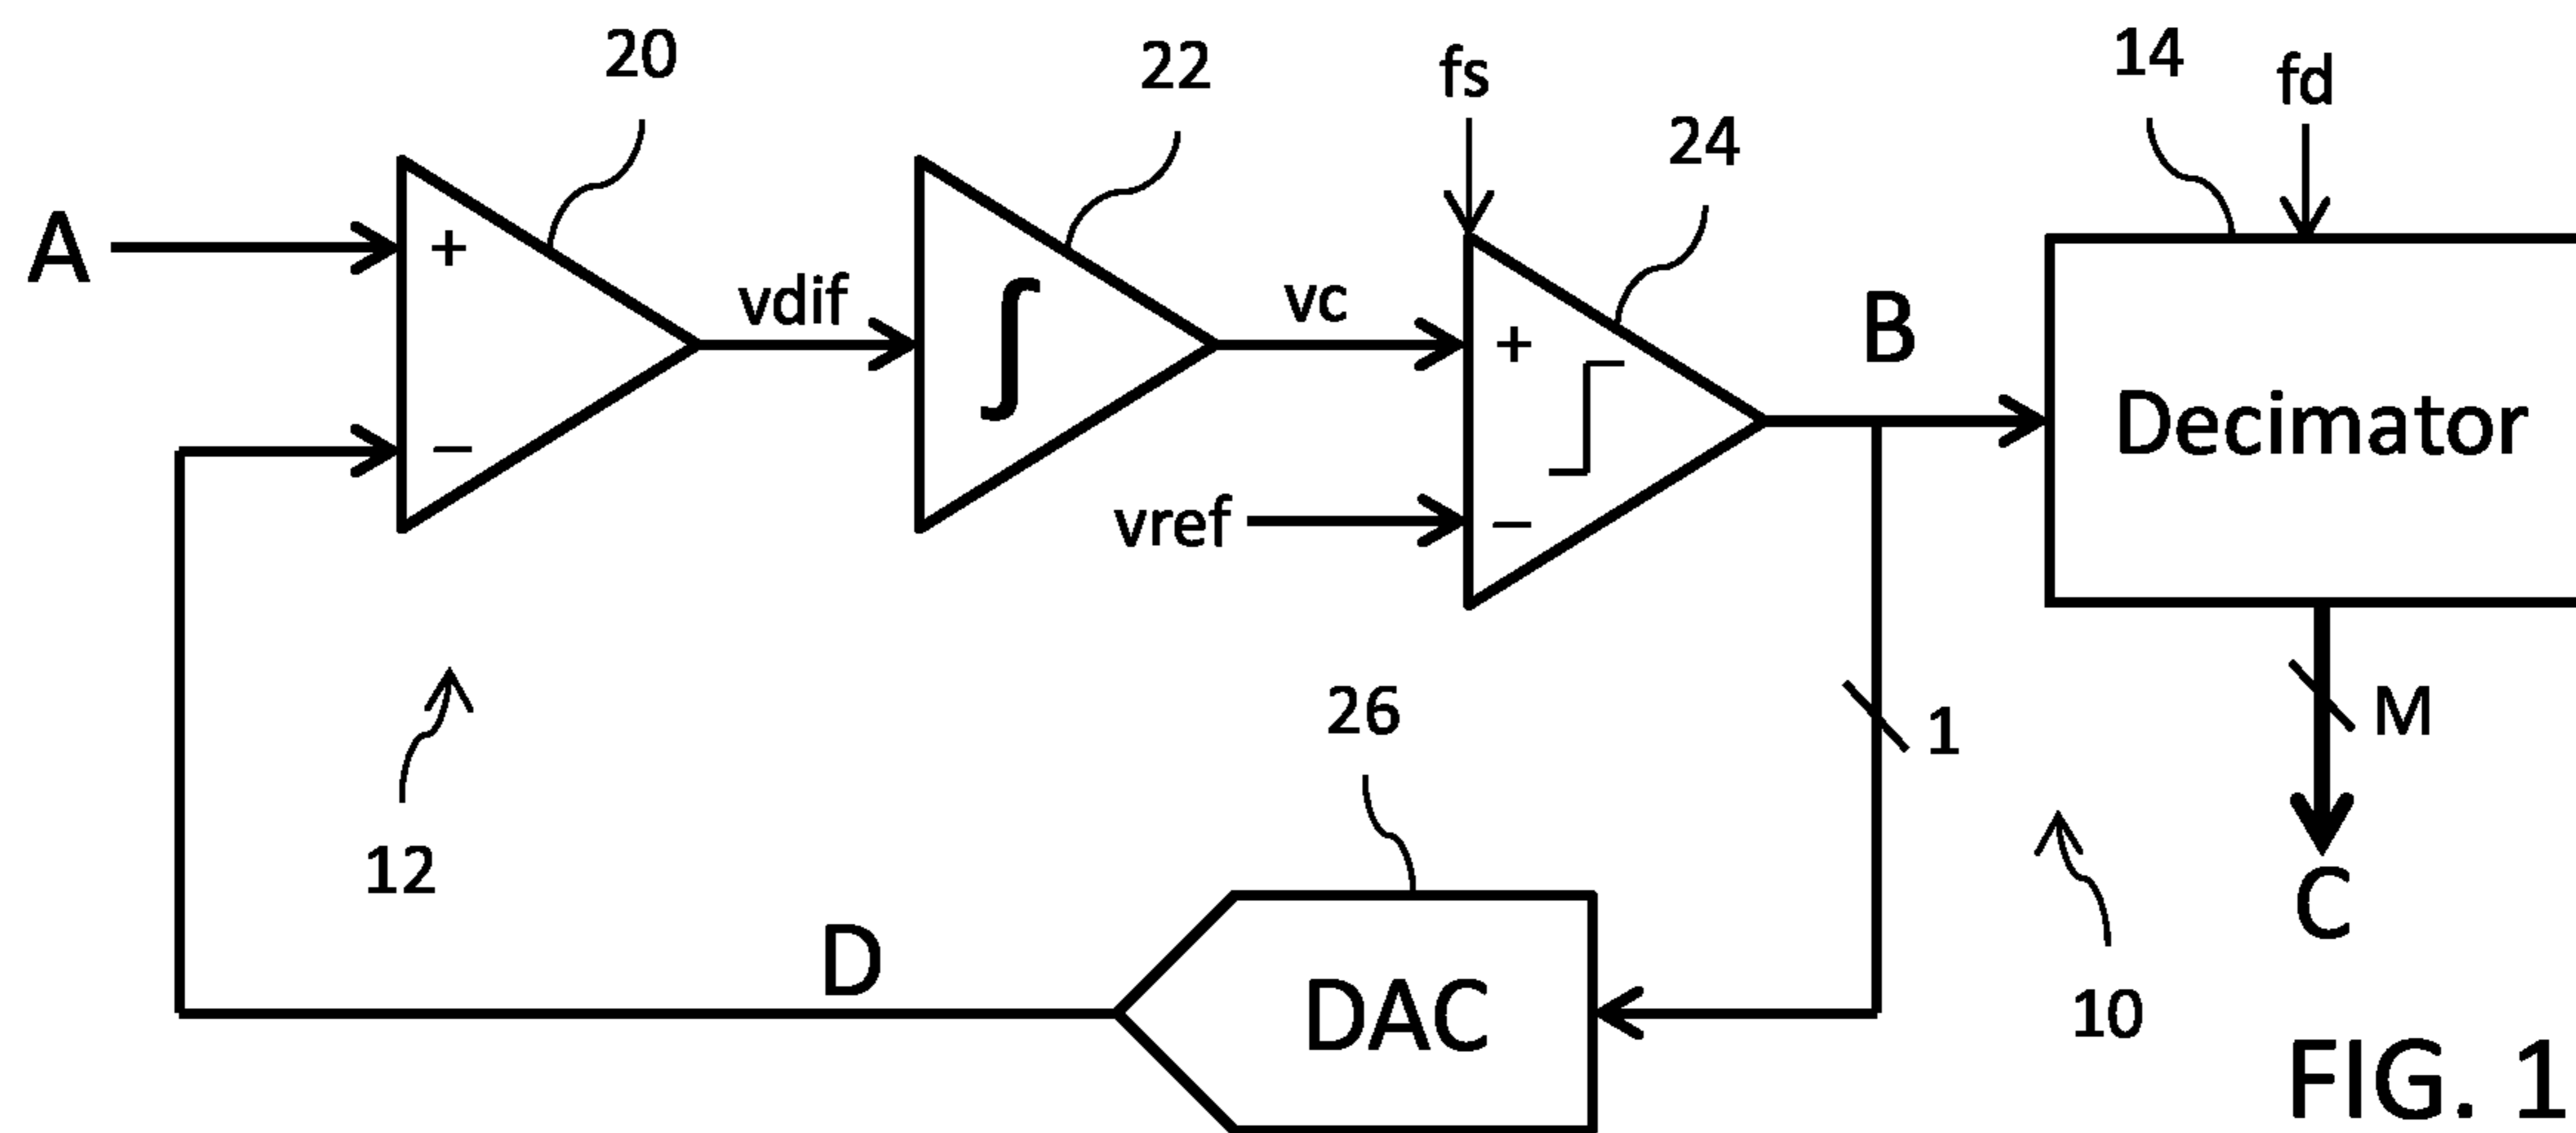 20
22
fs
24
14
fd
A
+
−
vdif
∫
vc
+
−
vref
B
Decimator
12
26
1
M
D
DAC
10
C
FIG. 1